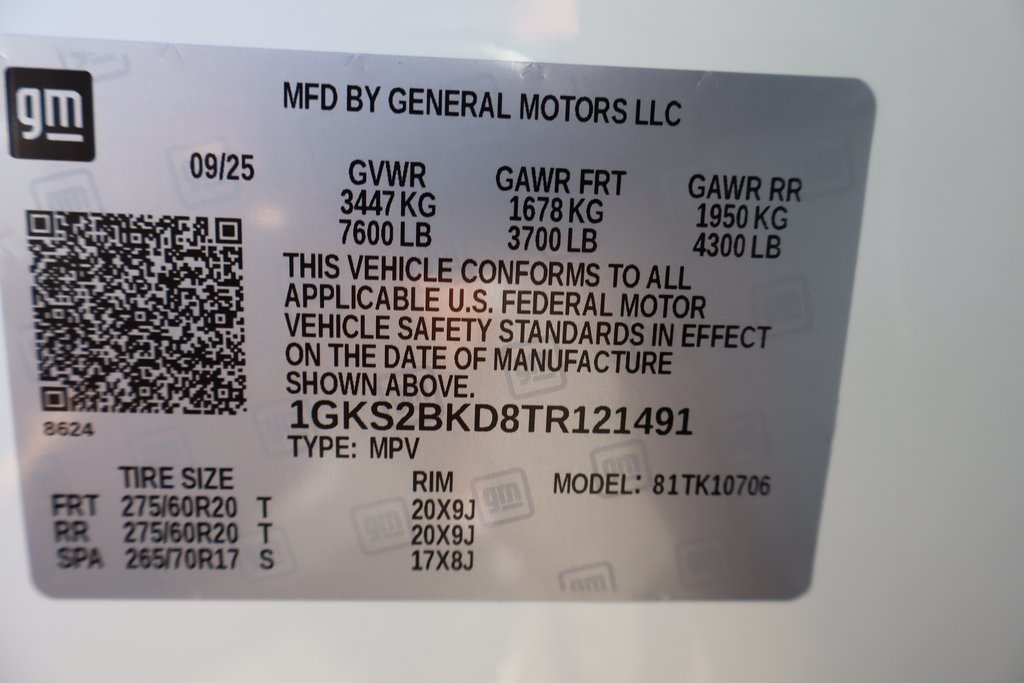 gm
MFD BY GENERAL MOTORS LLC
09/25
GVWR GAWR FRT GAWR RR
3447 KG 1678 KG 1950 KG
7600 LB 3700 LB 4300 LB
THIS VEHICLE CONFORMS TO ALL
APPLICABLE U.S. FEDERAL MOTOR
VEHICLE SAFETY STANDARDS IN EFFECT
ON THE DATE OF MANUFACTURE
SHOWN ABOVE.
8624
1GKS2BKD8TR121491
TYPE: MPV
TIRE SIZE RIM MODEL: 81TK10706
FRT 275/60R20 T 20X9J
RR 275/60R20 T 20X9J
SPA 265/70R17 S 17X8J